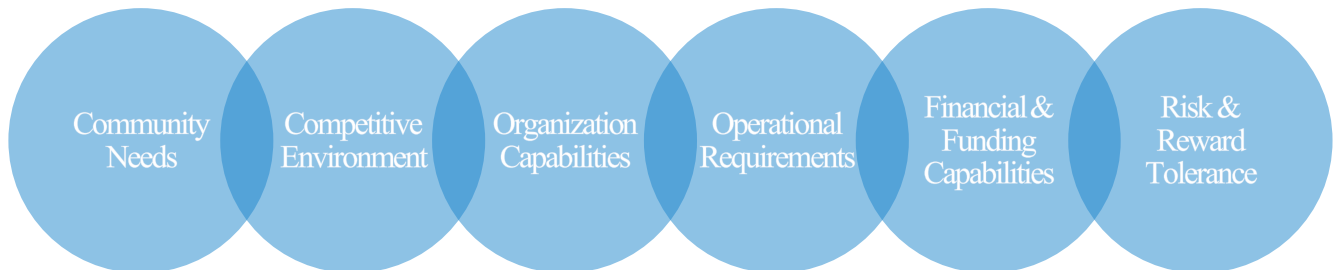 Community
Needs
Competitive
Environment
Organization
Capabilities
Operational
Requirements
Financial &
Funding
Capabilities
Risk &
Reward
Tolerance